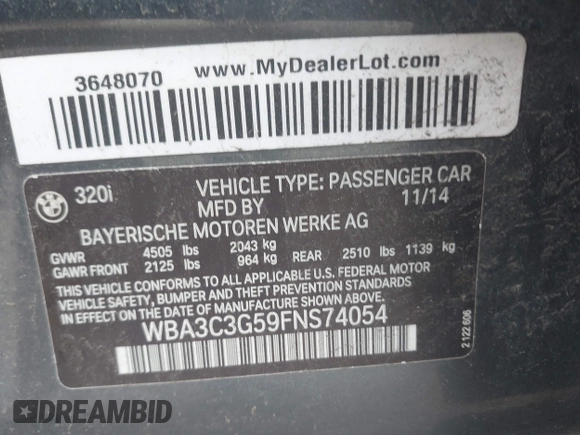 3648070 www.MyDealerLot.com
320i VEHICLE TYPE: PASSENGER CAR
MFD BY 11/14
BAYERISCHE MOTOREN WERKE AG
GVWR 4505 lbs 2043 kg
GAWR FRONT 2125 lbs 964 kg REAR 2510 lbs 1139 kg
THIS VEHICLE CONFORMS TO ALL APPLICABLE U.S. FEDERAL MOTOR
VEHICLE SAFETY, BUMPER AND THEFT PREVENTION STANDARDS
IN EFFECT ON THE DATE OF MANUFACTURE SHOWN ABOVE.
WBA3C3G59FNS74054
2122606
DREAMBID